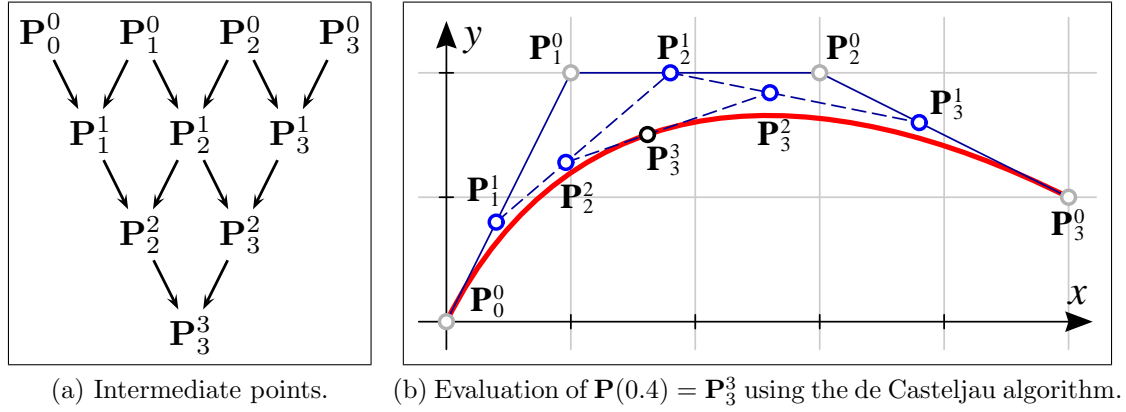 P_0^0 P_1^0 P_2^0 P_3^0
P_1^1 P_2^1 P_3^1
P_2^2 P_3^2
P_3^3
y
P_1^0 P_2^1 P_2^0
P_3^1
P_3^2
P_3^3
P_1^1 P_2^2
P_3^0
P_0^0
x
(a) Intermediate points.
(b) Evaluation of P(0.4) = P_3^3 using the de Casteljau algorithm.